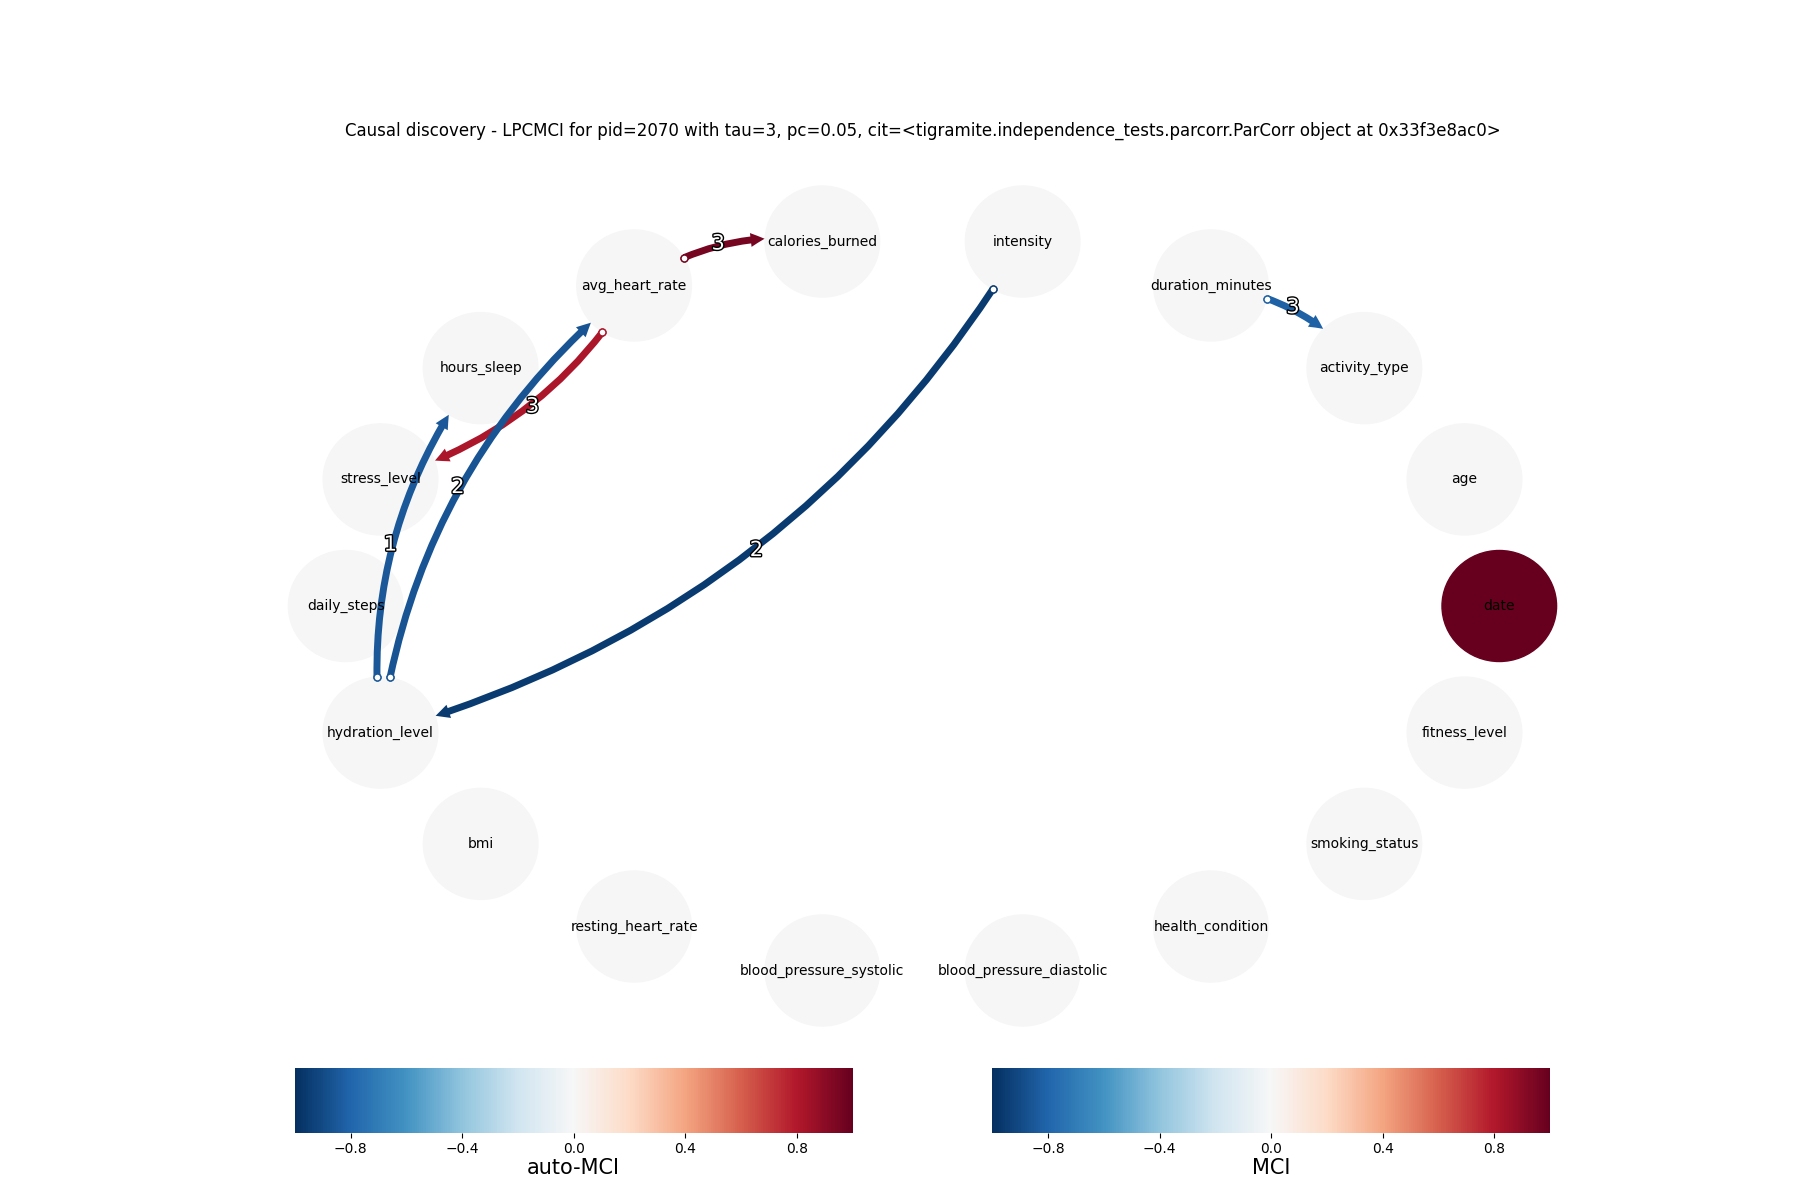 Causal discovery - LPCMCI for pid=2070 with tau=3, pc=0.05, cit=<tigramite.independence_tests.parcorr.ParCorr object at 0x33f3e8ac0>
calories_burned
intensity
3
avg_heart_rate
duration_minutes
3
hours_sleep
activity_type
3
stress_level
2
age
1
2
daily_steps
date
hydration_level
fitness_level
bmi
smoking_status
resting_heart_rate
health_condition
blood_pressure_systolic
blood_pressure_diastolic
−0.8 −0.4 0.0 0.4 0.8
auto-MCI
−0.8 −0.4 0.0 0.4 0.8
MCI